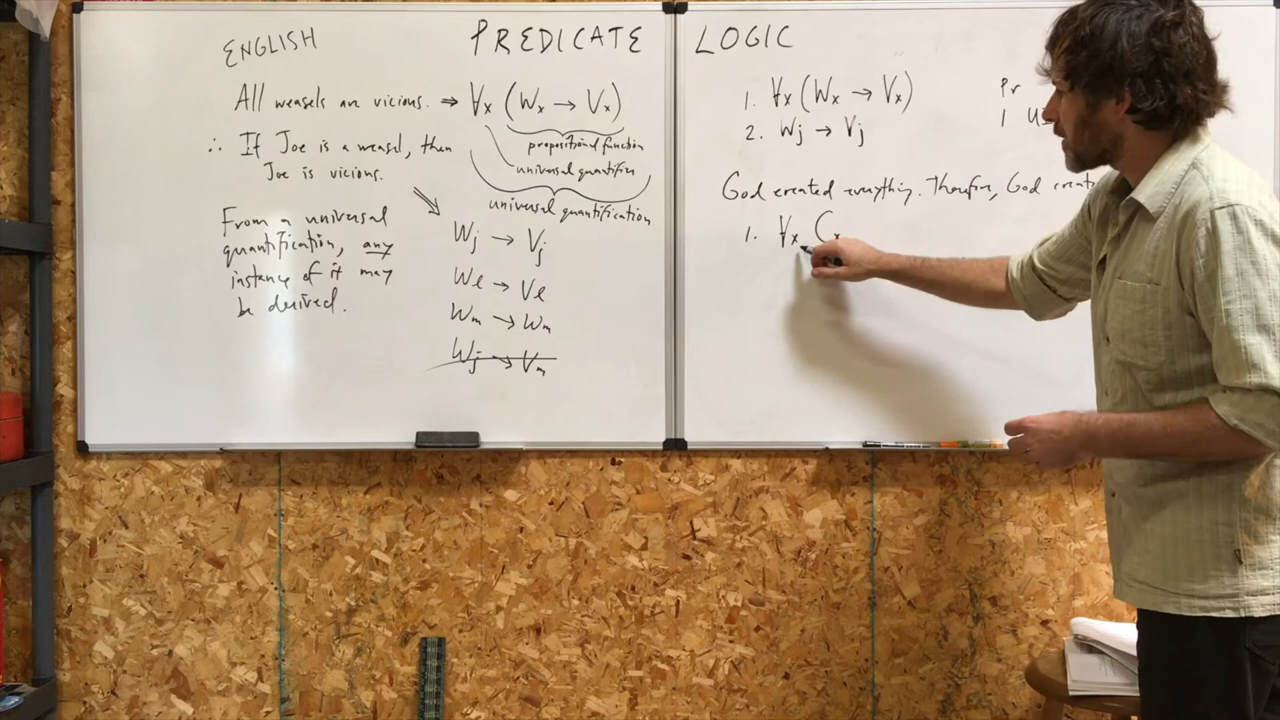 ENGLISH
All weasels are vicious. ⇒
∴ If Joe is a weasel, then
Joe is vicious.
From a universal
quantification, any
instance of it may
be derived.
PREDICATE LOGIC
∀x (Wx → Vx)
propositional function
universal quantifier
universal quantification
Wj → Vj
We → Ve
Wm → Wm
Wj → Vm
1. ∀x (Wx → Vx) Pr
2. Wj → Vj 1 U
God created everything. Therefore, God creat
1. ∀x Cx